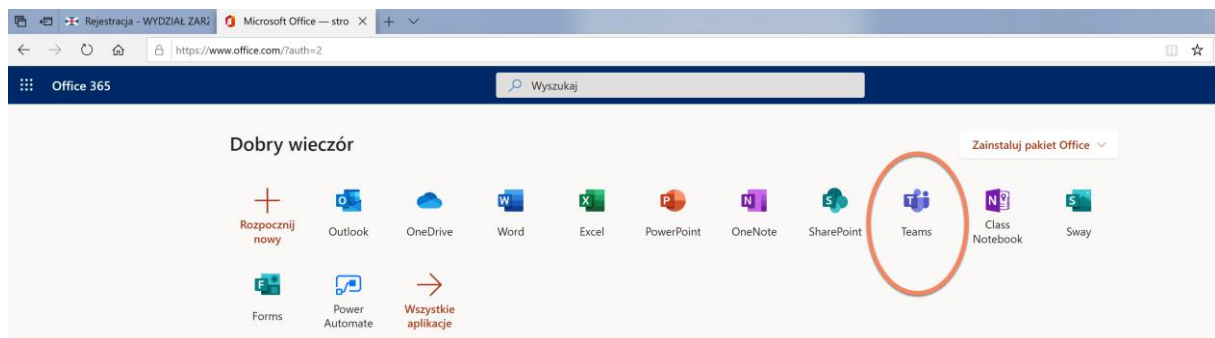 Rejestracja - WYDZIAŁ ZARZ
Microsoft Office — stro
https://www.office.com/?auth=2
Office 365
Wyszukaj
Dobry wieczór
Zainstaluj pakiet Office
Rozpocznij
nowy
Outlook
OneDrive
Word
Excel
PowerPoint
OneNote
SharePoint
Teams
Class
Notebook
Sway
Forms
Power
Automate
Wszystkie
aplikacje